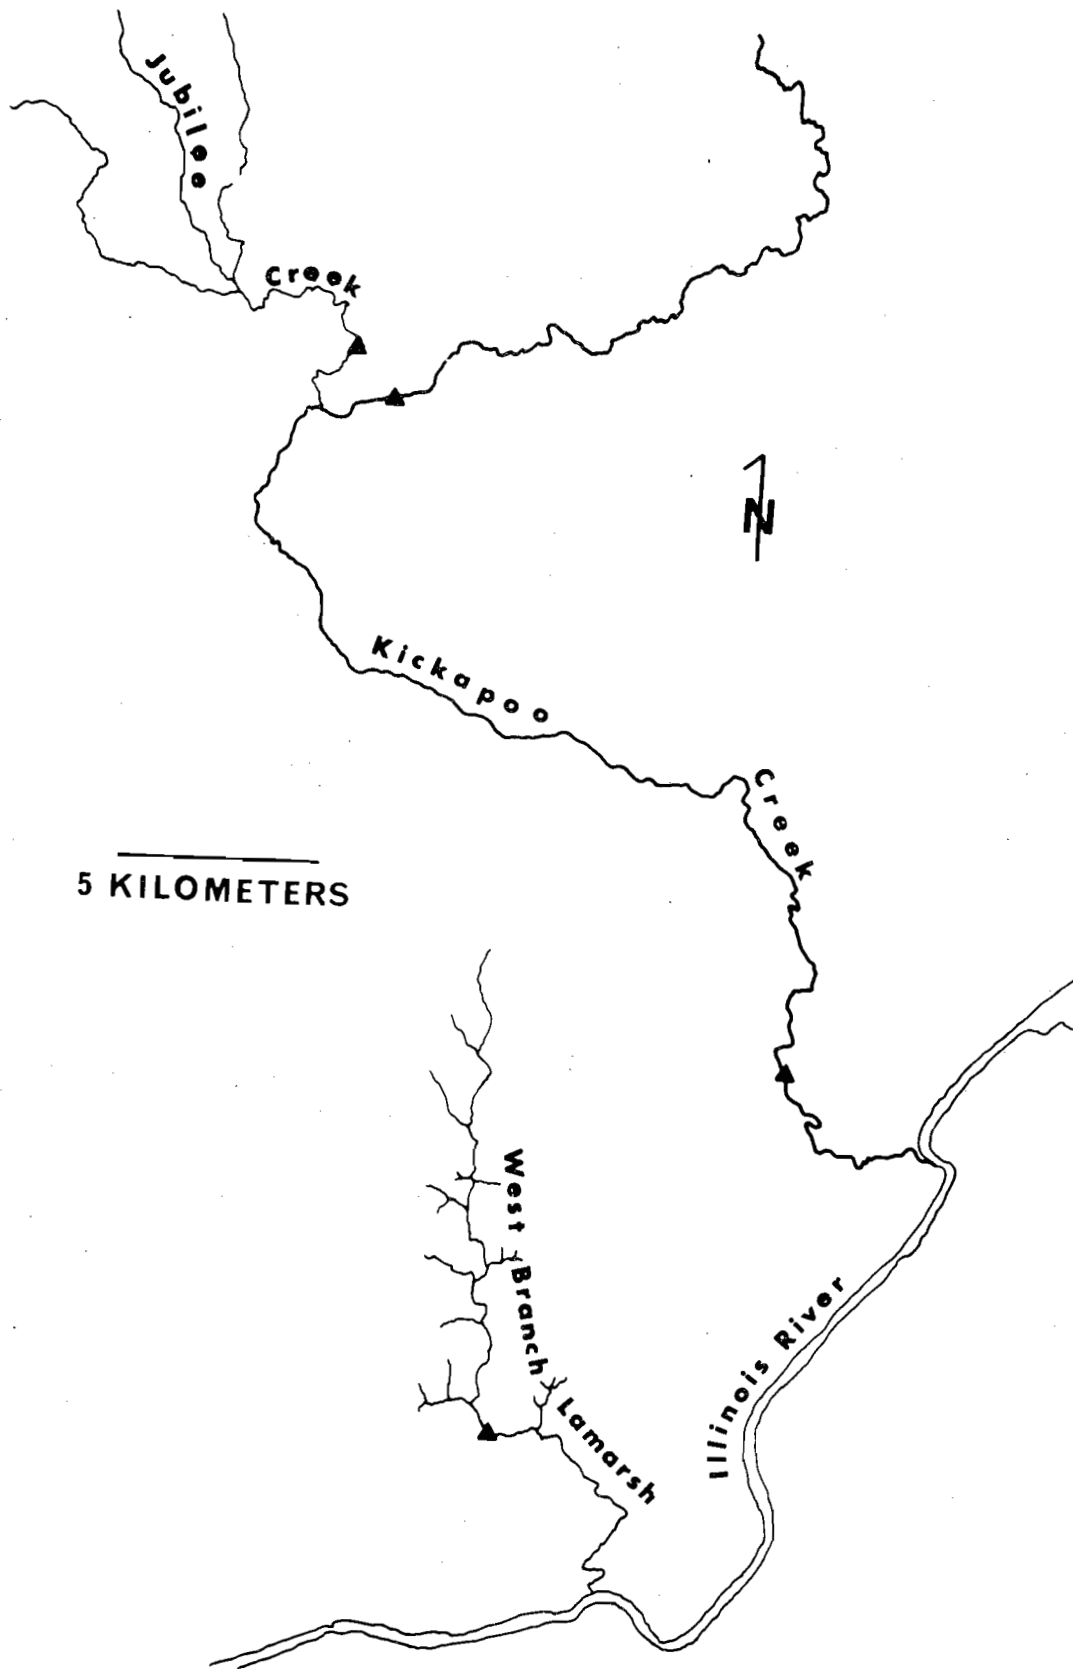 Jubilee
Creek
N
Kickapoo
Creek
5 KILOMETERS
West
Branch
Lamarsh
Illinois River